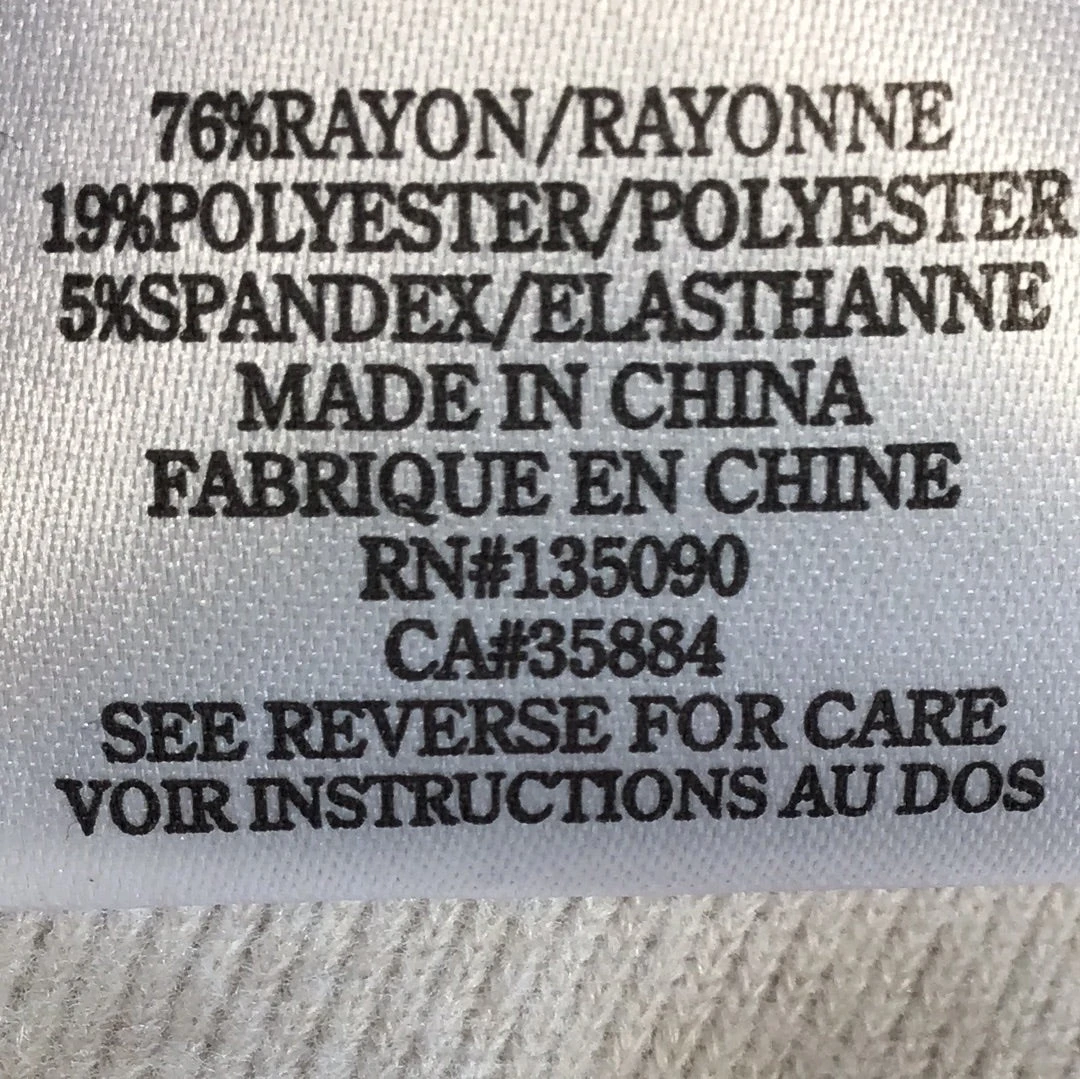 76%RAYON/RAYONNE
19%POLYESTER/POLYESTER
5%SPANDEX/ELASTHANNE
MADE IN CHINA
FABRIQUE EN CHINE
RN#135090
CA#35884
SEE REVERSE FOR CARE
VOIR INSTRUCTIONS AU DOS